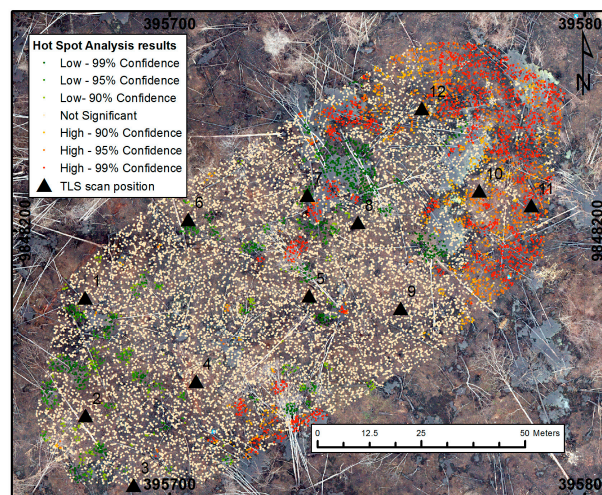 395700
395800
Hot Spot Analysis results
Low - 99% Confidence
Low - 95% Confidence
Low- 90% Confidence
Not Significant
High - 90% Confidence
High - 95% Confidence
High - 99% Confidence
TLS scan position
N
12
10
11
7
8
6
9848200
9848200
1
5
9
4
2
3
0 12.5 25 50 Meters
395700
395800